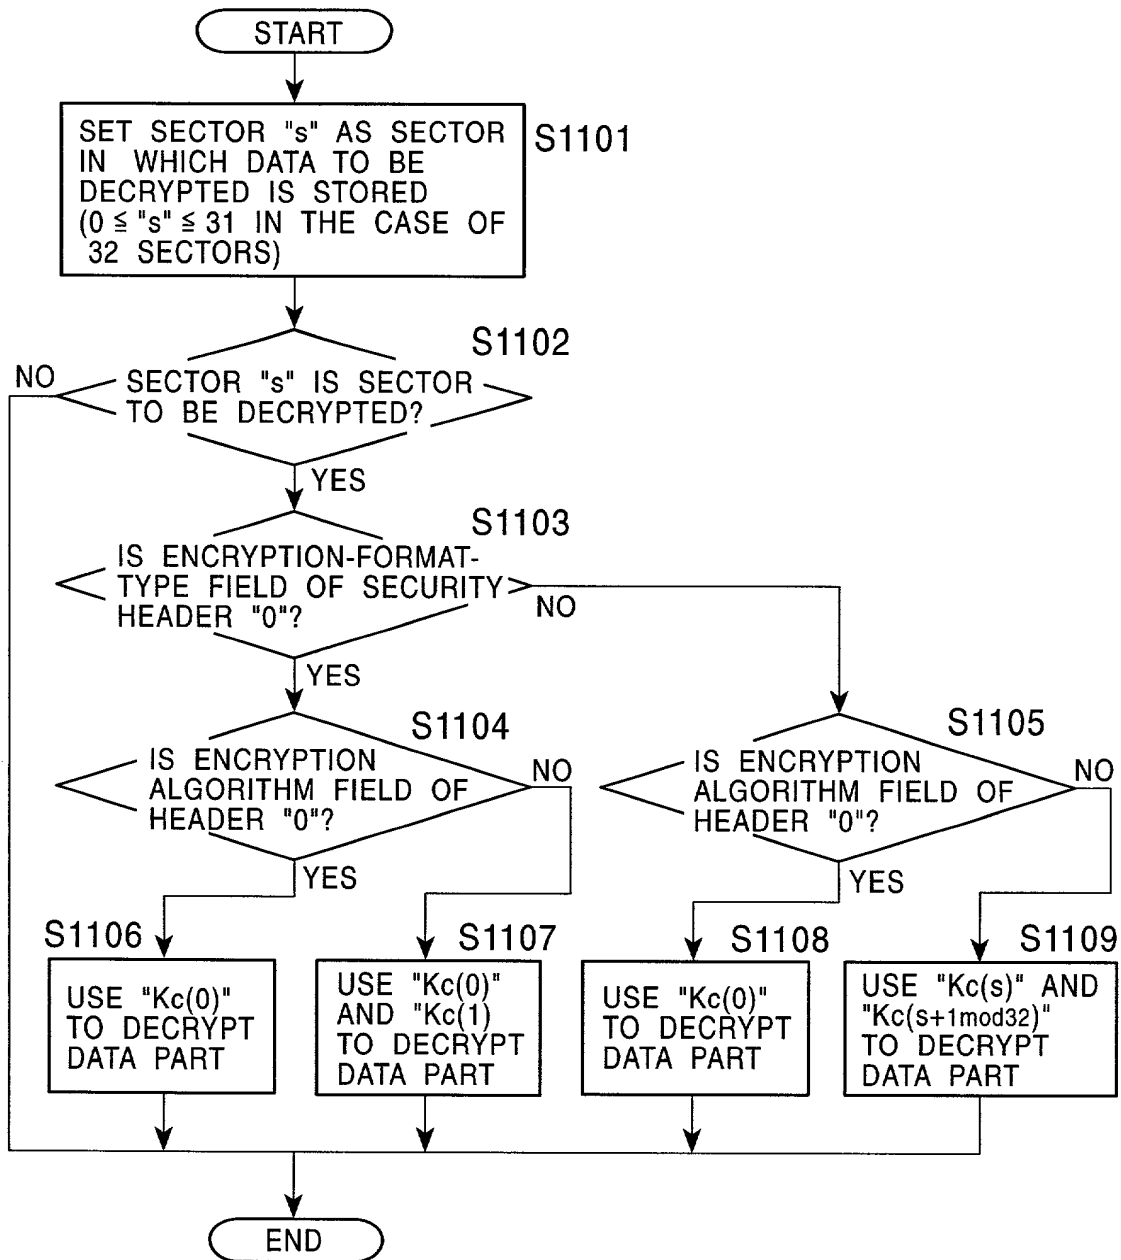 START
SET SECTOR "s" AS SECTOR
IN WHICH DATA TO BE
DECRYPTED IS STORED
(0 ≦ "s" ≦ 31 IN THE CASE OF
32 SECTORS)
S1101
S1102
NO
SECTOR "s" IS SECTOR
TO BE DECRYPTED?
YES
S1103
IS ENCRYPTION-FORMAT-
TYPE FIELD OF SECURITY
HEADER "0"?
NO
YES
S1104
IS ENCRYPTION
ALGORITHM FIELD OF
HEADER "0"?
NO
YES
S1105
IS ENCRYPTION
ALGORITHM FIELD OF
HEADER "0"?
NO
YES
S1106
USE "Kc(0)"
TO DECRYPT
DATA PART
S1107
USE "Kc(0)"
AND "Kc(1)
TO DECRYPT
DATA PART
S1108
USE "Kc(0)"
TO DECRYPT
DATA PART
S1109
USE "Kc(s)" AND
"Kc(s+1mod32)"
TO DECRYPT
DATA PART
END